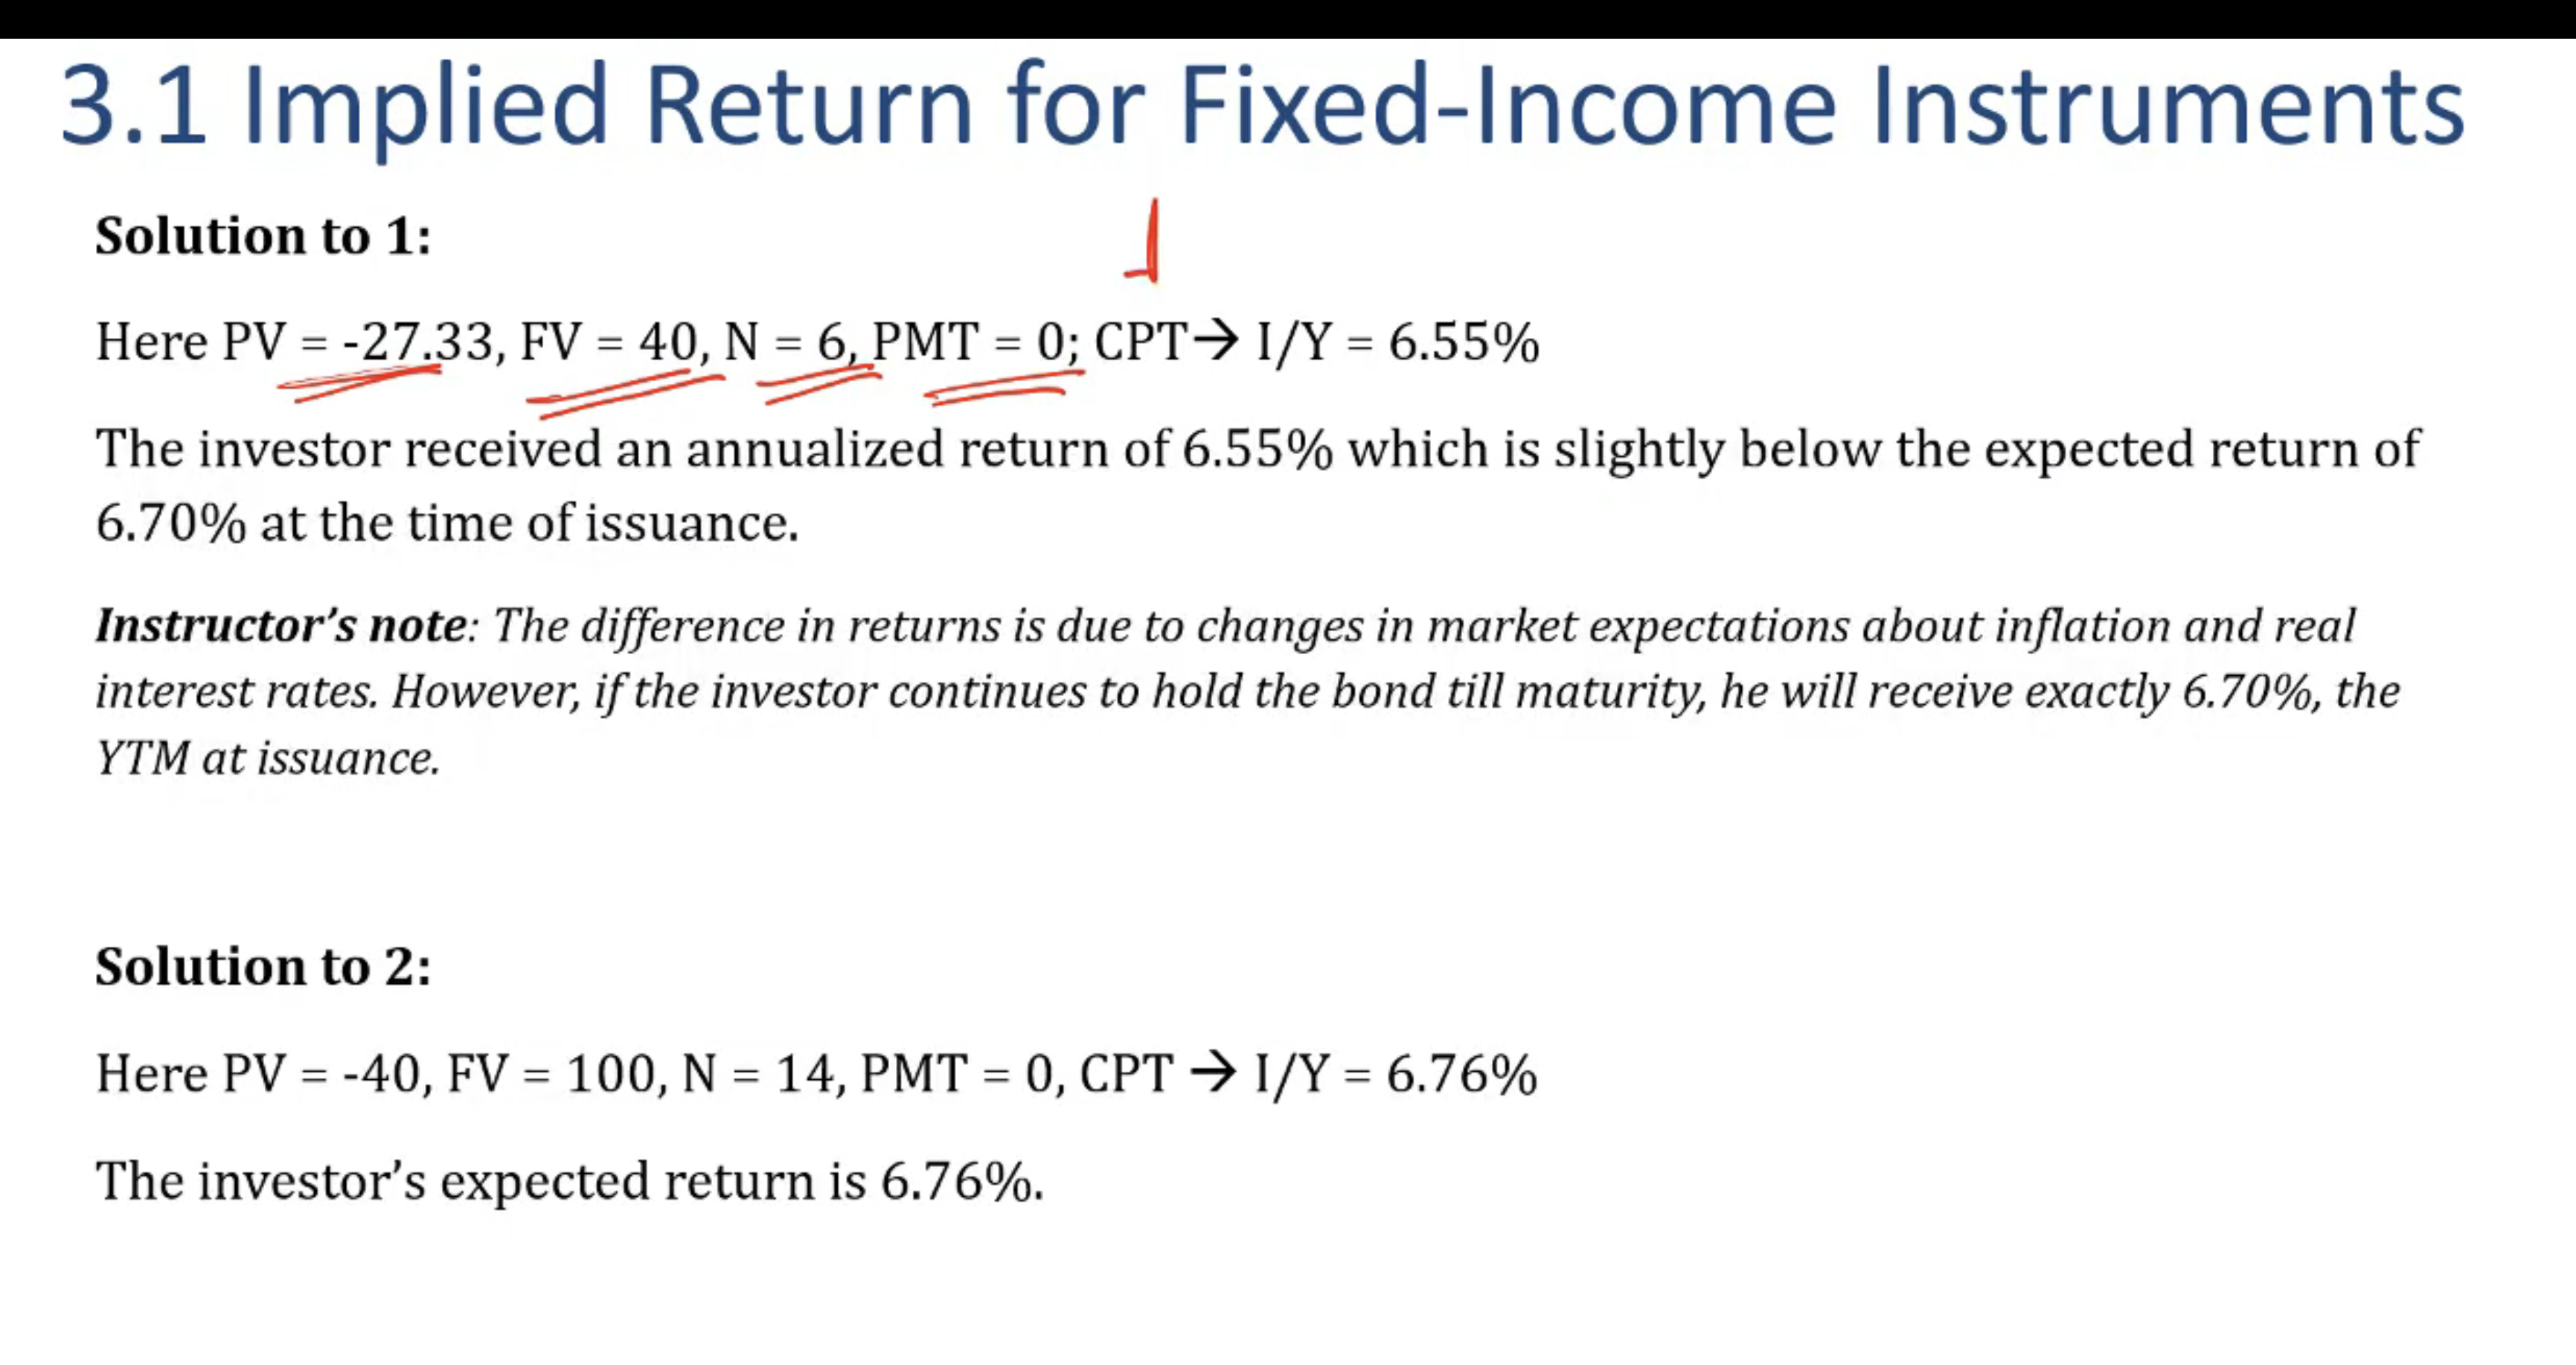 3.1 Implied Return for Fixed-Income Instruments
Solution to 1:
Here PV = -27.33, FV = 40, N = 6, PMT = 0; CPT→ I/Y = 6.55%
The investor received an annualized return of 6.55% which is slightly below the expected return of
6.70% at the time of issuance.
Instructor’s note: The difference in returns is due to changes in market expectations about inflation and real
interest rates. However, if the investor continues to hold the bond till maturity, he will receive exactly 6.70%, the
YTM at issuance.
Solution to 2:
Here PV = -40, FV = 100, N = 14, PMT = 0, CPT → I/Y = 6.76%
The investor’s expected return is 6.76%.